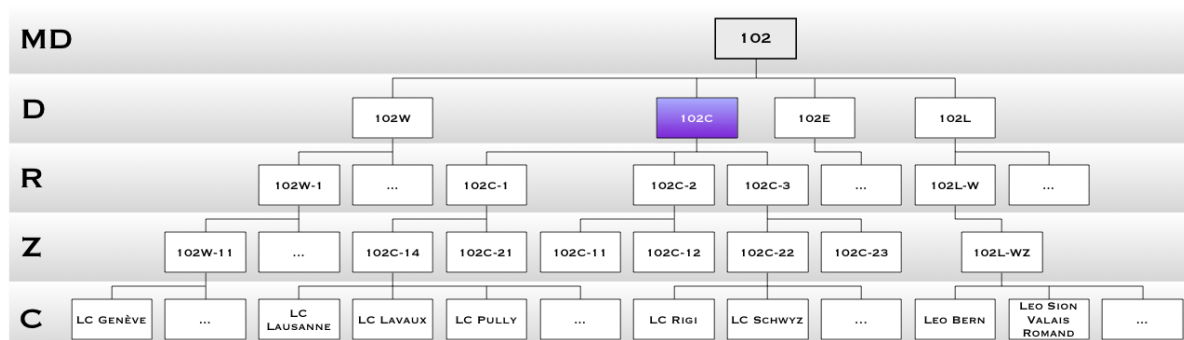 MD
102
D
102W
102C
102E
102L
R
102W-1
...
102C-1
102C-2
102C-3
...
102L-W
...
Z
102W-11
...
102C-14
102C-21
102C-11
102C-12
102C-22
102C-23
102L-WZ
C
LC Genève
...
LC
Lausanne
LC Lavaux
LC Pully
...
LC Rigi
LC Schwyz
...
Leo Bern
Leo Sion
Valais
Romand
...